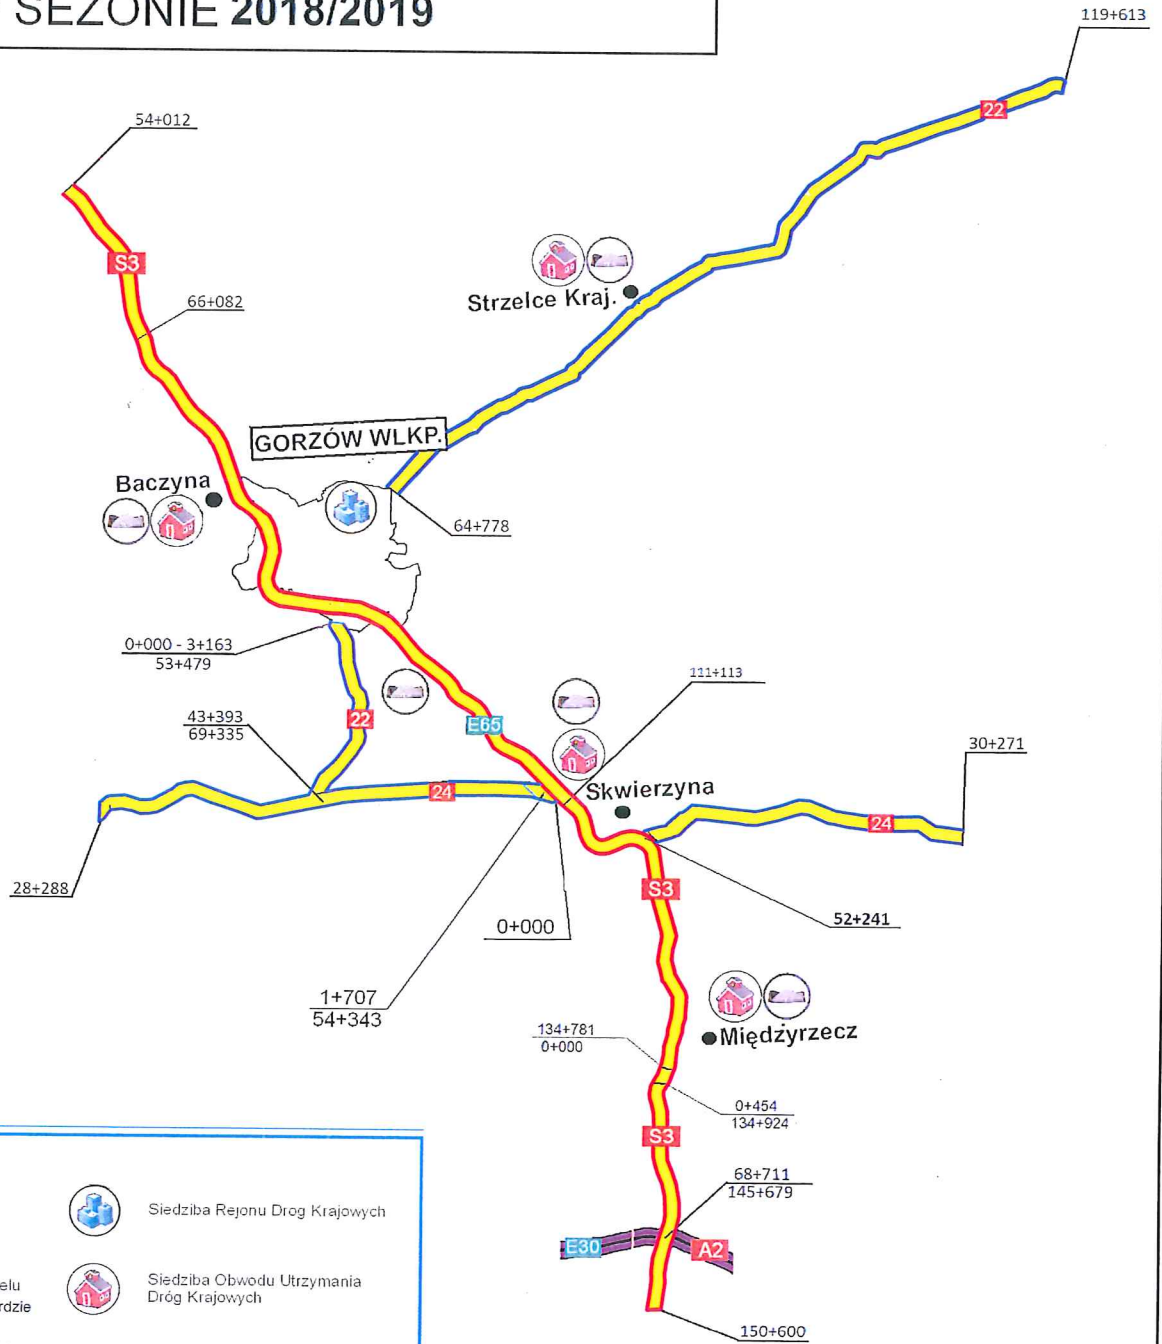 SEZONIE 2018/2019
119+613
22
54+012
S3
66+082
Strzelce Kraj.
GORZÓW WLKP.
Baczyna
64+778
0+000 - 3+163
53+479
111+113
43+393
69+335
22
E65
30+271
24
Skwierzyna
24
28+288
S3
52+241
0+000
1+707
54+343
134+781
0+000
Międzyrzecz
0+454
134+924
S3
68+711
145+679
E30
A2
Siedziba Rejonu Drog Krajowych
Siedziba Obwodu Utrzymania
Dróg Krajowych
elu
rdzie
150+600